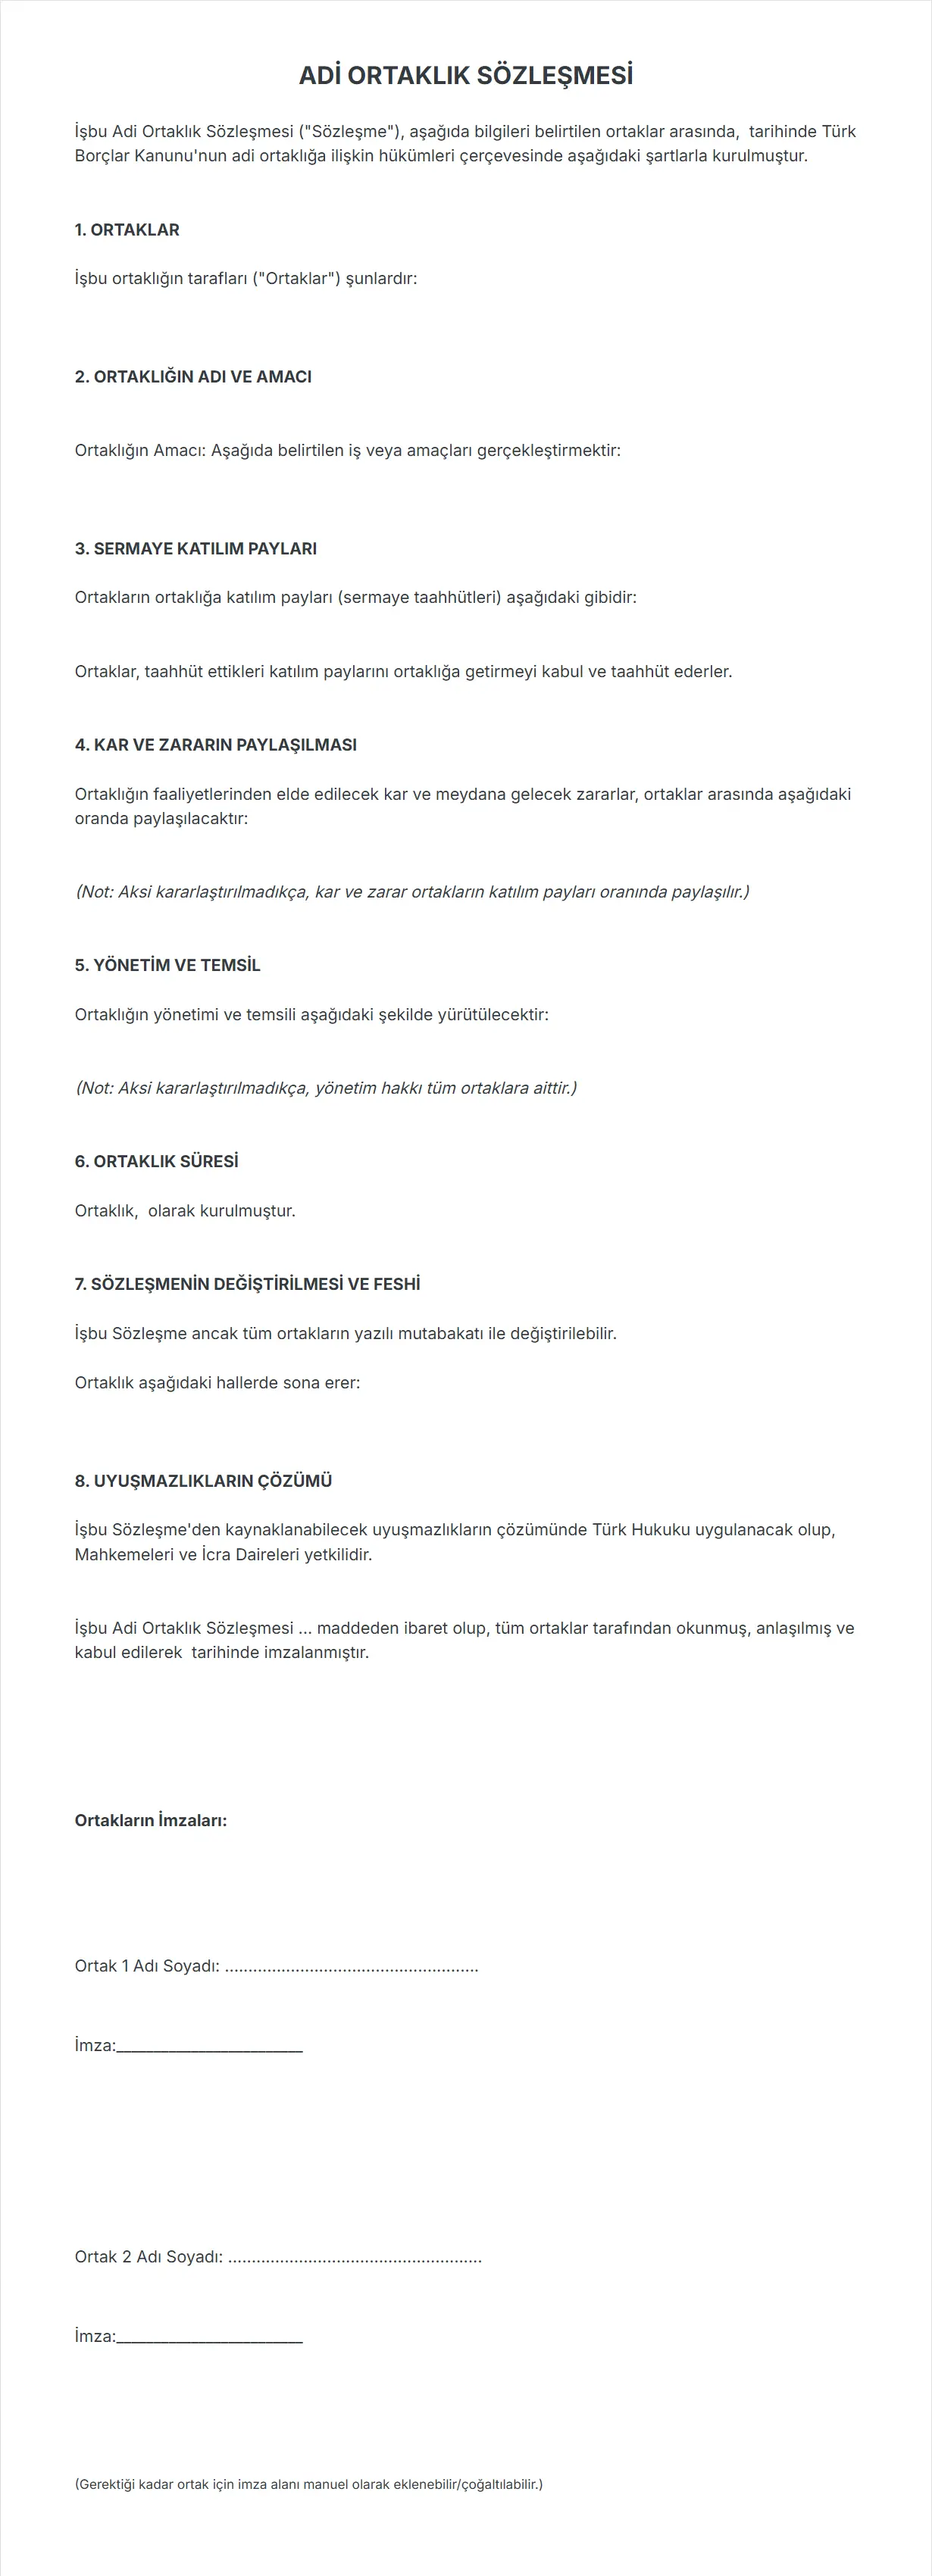 ADİ ORTAKLIK SÖZLEŞMESİ
İşbu Adi Ortaklık Sözleşmesi ("Sözleşme"), aşağıda bilgileri belirtilen ortaklar arasında,  tarihinde Türk
Borçlar Kanunu'nun adi ortaklığa ilişkin hükümleri çerçevesinde aşağıdaki şartlarla kurulmuştur.
1. ORTAKLAR
İşbu ortaklığın tarafları ("Ortaklar") şunlardır:
2. ORTAKLIĞIN ADI VE AMACI
Ortaklığın Amacı: Aşağıda belirtilen iş veya amaçları gerçekleştirmektir:
3. SERMAYE KATILIM PAYLARI
Ortakların ortaklığa katılım payları (sermaye taahhütleri) aşağıdaki gibidir:
Ortaklar, taahhüt ettikleri katılım paylarını ortaklığa getirmeyi kabul ve taahhüt ederler.
4. KAR VE ZARARIN PAYLAŞILMASI
Ortaklığın faaliyetlerinden elde edilecek kar ve meydana gelecek zararlar, ortaklar arasında aşağıdaki
oranda paylaşılacaktır:
(Not: Aksi kararlaştırılmadıkça, kar ve zarar ortakların katılım payları oranında paylaşılır.)
5. YÖNETİM VE TEMSİL
Ortaklığın yönetimi ve temsili aşağıdaki şekilde yürütülecektir:
(Not: Aksi kararlaştırılmadıkça, yönetim hakkı tüm ortaklara aittir.)
6. ORTAKLIK SÜRESİ
Ortaklık,  olarak kurulmuştur.
7. SÖZLEŞMENİN DEĞİŞTİRİLMESİ VE FESHİ
İşbu Sözleşme ancak tüm ortakların yazılı mutabakatı ile değiştirilebilir.
Ortaklık aşağıdaki hallerde sona erer:
8. UYUŞMAZLIKLARIN ÇÖZÜMÜ
İşbu Sözleşme'den kaynaklanabilecek uyuşmazlıkların çözümünde Türk Hukuku uygulanacak olup,
Mahkemeleri ve İcra Daireleri yetkilidir.
İşbu Adi Ortaklık Sözleşmesi ... maddeden ibaret olup, tüm ortaklar tarafından okunmuş, anlaşılmış ve
kabul edilerek  tarihinde imzalanmıştır.
Ortakların İmzaları:
Ortak 1 Adı Soyadı: ......................................................
İmza:_________________________
Ortak 2 Adı Soyadı: ......................................................
İmza:_________________________
(Gerektiği kadar ortak için imza alanı manuel olarak eklenebilir/çoğaltılabilir.)